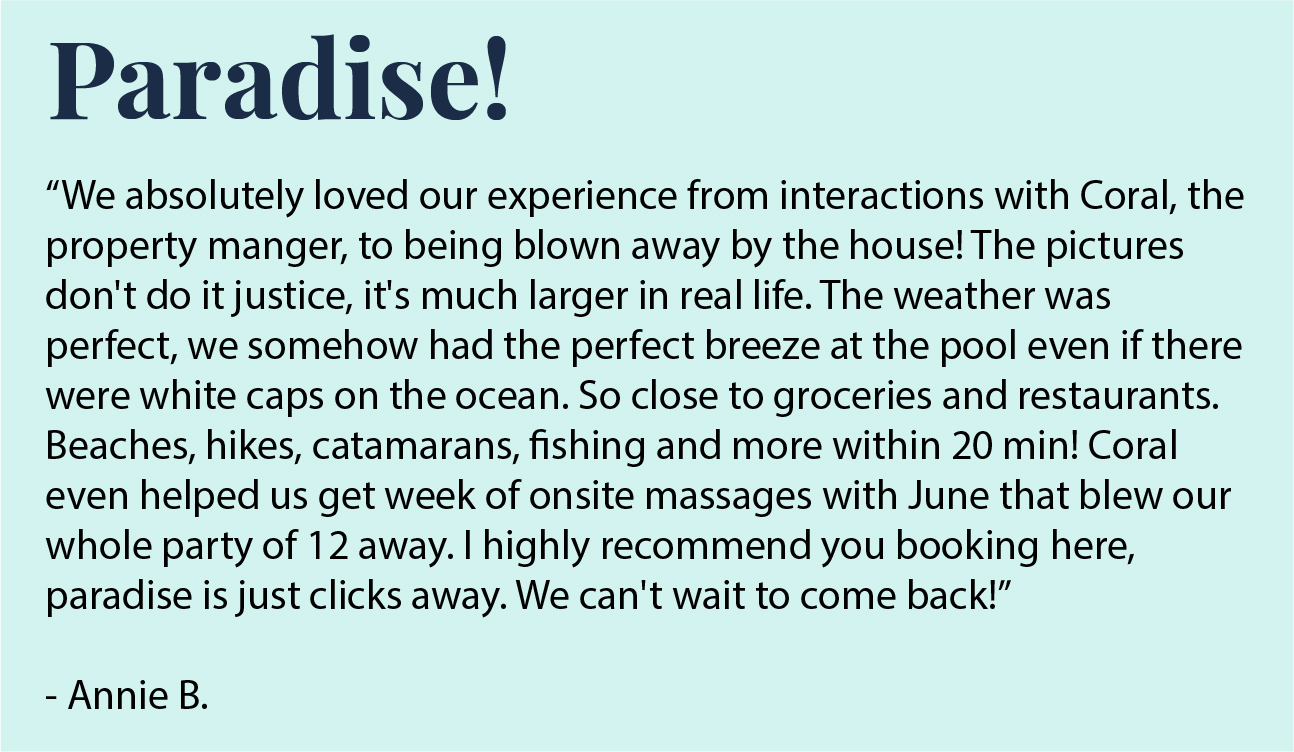 Paradise!
“We absolutely loved our experience from interactions with Coral, the
property manger, to being blown away by the house! The pictures
don't do it justice, it's much larger in real life. The weather was
perfect, we somehow had the perfect breeze at the pool even if there
were white caps on the ocean. So close to groceries and restaurants.
Beaches, hikes, catamarans, fishing and more within 20 min! Coral
even helped us get week of onsite massages with June that blew our
whole party of 12 away. I highly recommend you booking here,
paradise is just clicks away. We can't wait to come back!”
- Annie B.